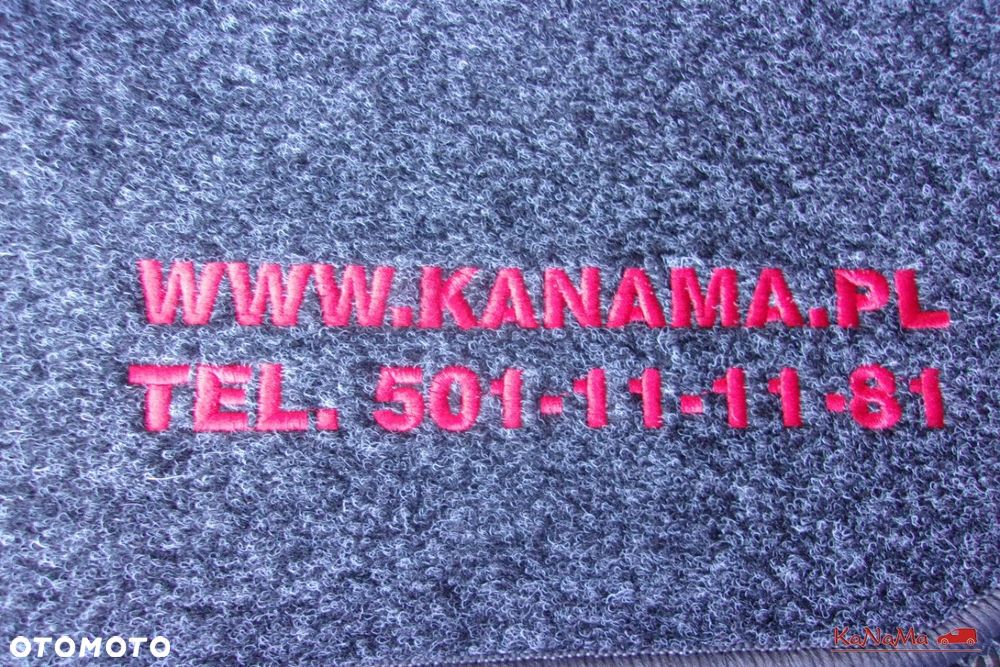 WWW.KANAMA.PL
TEL. 501-11-11-81
OTOMOTO
KaNaMa